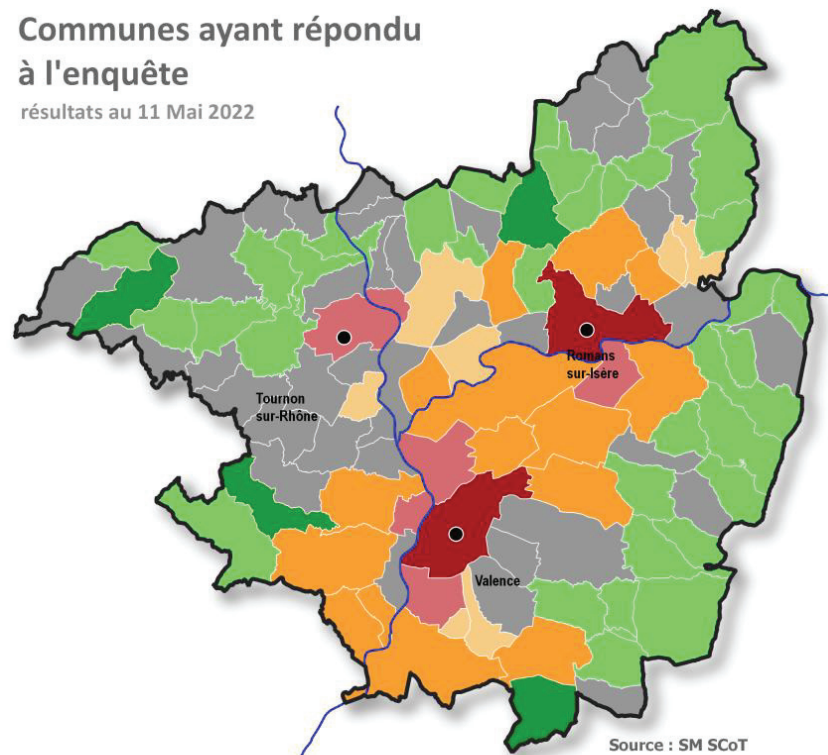 Communes ayant répondu
à l'enquête
résultats au 11 Mai 2022
Romans
sur-Isère
Tournon
sur-Rhône
Valence
Source : SM SCoT